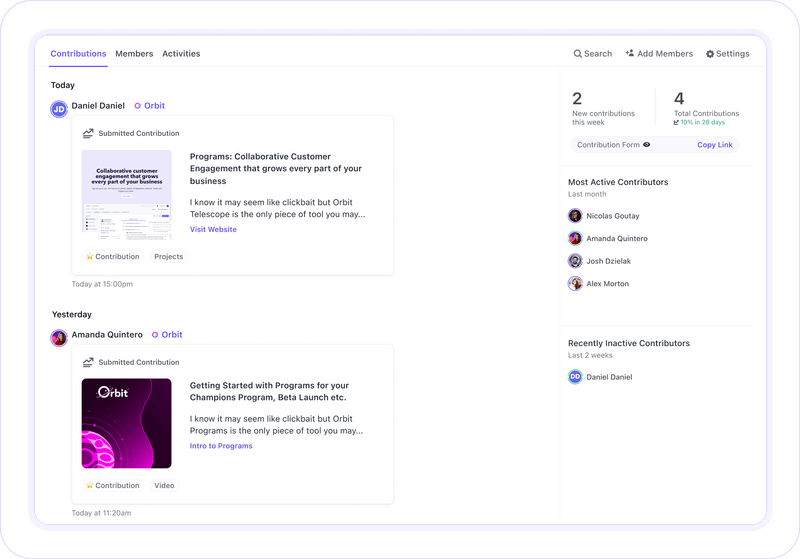 Contributions Members Activities
Search Add Members Settings
Today
JD Daniel Daniel Orbit
Submitted Contribution
Collaborative customer
engagement that grows
every part of your business
Programs: Collaborative Customer
Engagement that grows every part of your
business
I know it may seem like clickbait but Orbit
Telescope is the only piece of tool you may...
Visit Website
Contribution Projects
Today at 15:00pm
Yesterday
Amanda Quintero Orbit
Submitted Contribution
Orbit
Getting Started with Programs for your
Champions Program, Beta Launch etc.
I know it may seem like clickbait but Orbit
Programs is the only piece of tool you may...
Intro to Programs
Contribution Video
Today at 11:20am
2
New contributions
this week
4
Total Contributions
10% in 28 days
Contribution Form Copy Link
Most Active Contributors
Last month
Nicolas Goutay
Amanda Quintero
Josh Dzielak
Alex Morton
Recently Inactive Contributors
Last 2 weeks
DD Daniel Daniel